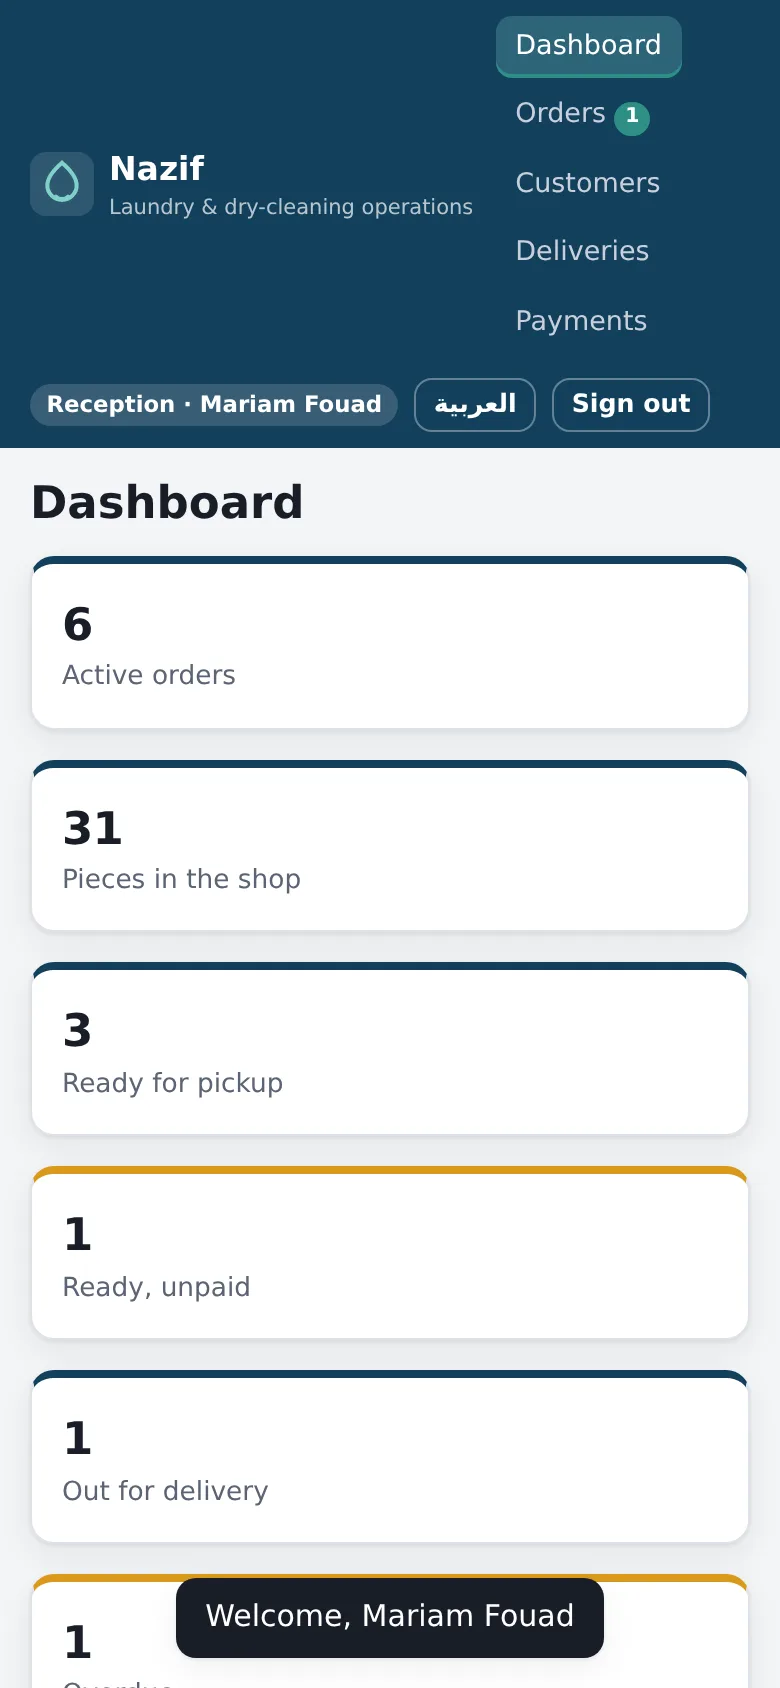 Nazif
Laundry & dry-cleaning operations
Dashboard
Orders 1
Customers
Deliveries
Payments
Reception · Mariam Fouad
العربية
Sign out
Dashboard
6
Active orders
31
Pieces in the shop
3
Ready for pickup
1
Ready, unpaid
1
Out for delivery
1
Welcome, Mariam Fouad